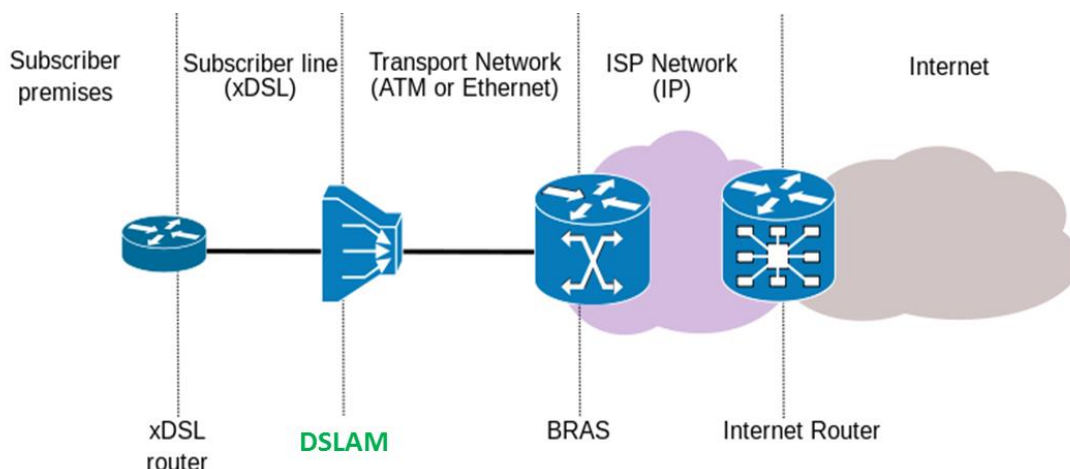 Subscriber
premises
Subscriber line
(xDSL)
Transport Network
(ATM or Ethernet)
ISP Network
(IP)
Internet
xDSL
router
DSLAM
BRAS
Internet Router